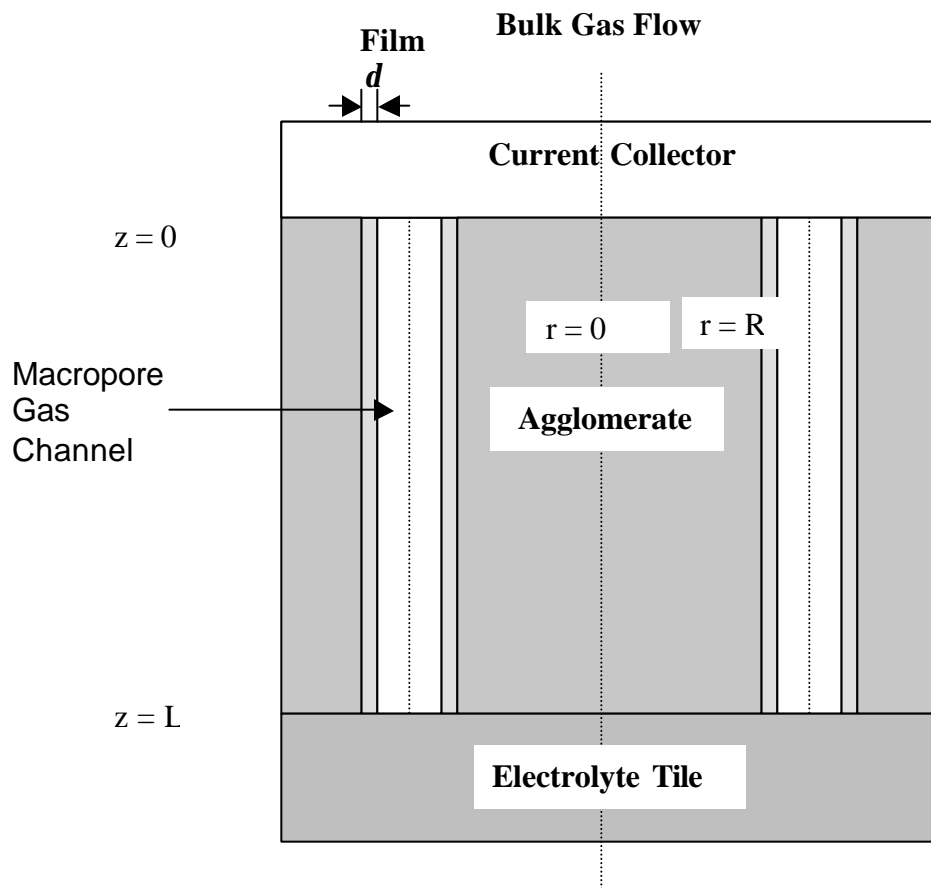 Bulk Gas Flow
Film
d
Current Collector
z = 0
r = 0
r = R
Macropore
Gas
Channel
Agglomerate
z = L
Electrolyte Tile